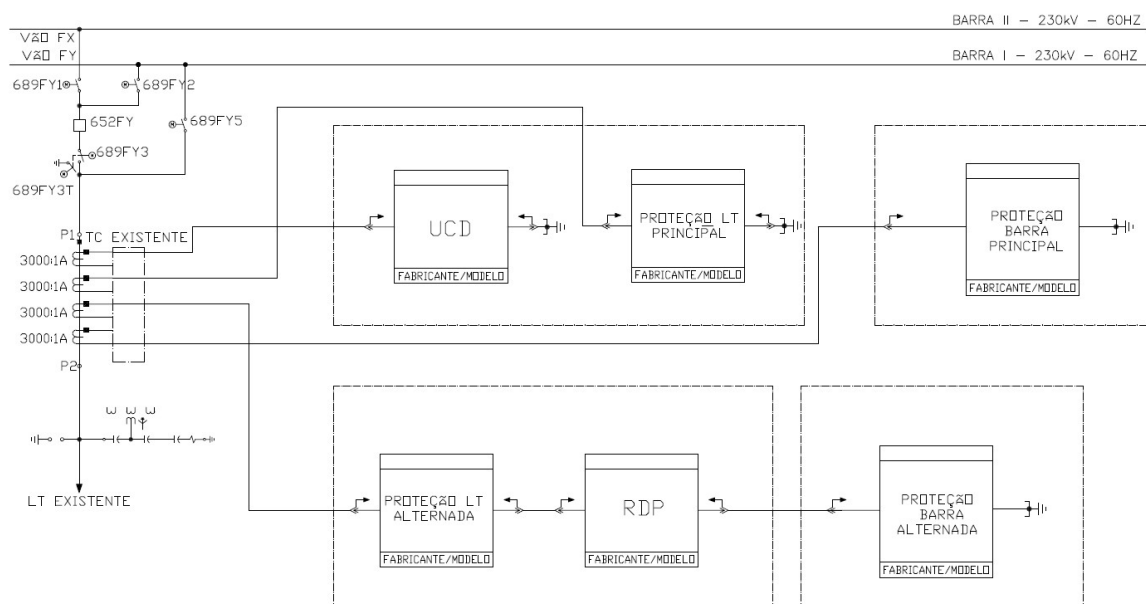 BARRA II - 230kV - 60HZ
VÃO FX
VÃO FY
BARRA I - 230kV - 60HZ
689FY1
689FY2
652FY
689FY5
689FY3
689FY3T
P1
TC EXISTENTE
3000:1A
3000:1A
3000:1A
3000:1A
P2
UCD
FABRICANTE/MODELO
PROTEÇÃO LT
PRINCIPAL
FABRICANTE/MODELO
PROTEÇÃO
BARRA
PRINCIPAL
FABRICANTE/MODELO
LT EXISTENTE
PROTEÇÃO LT
ALTERNADA
FABRICANTE/MODELO
RDP
FABRICANTE/MODELO
PROTEÇÃO
BARRA
ALTERNADA
FABRICANTE/MODELO